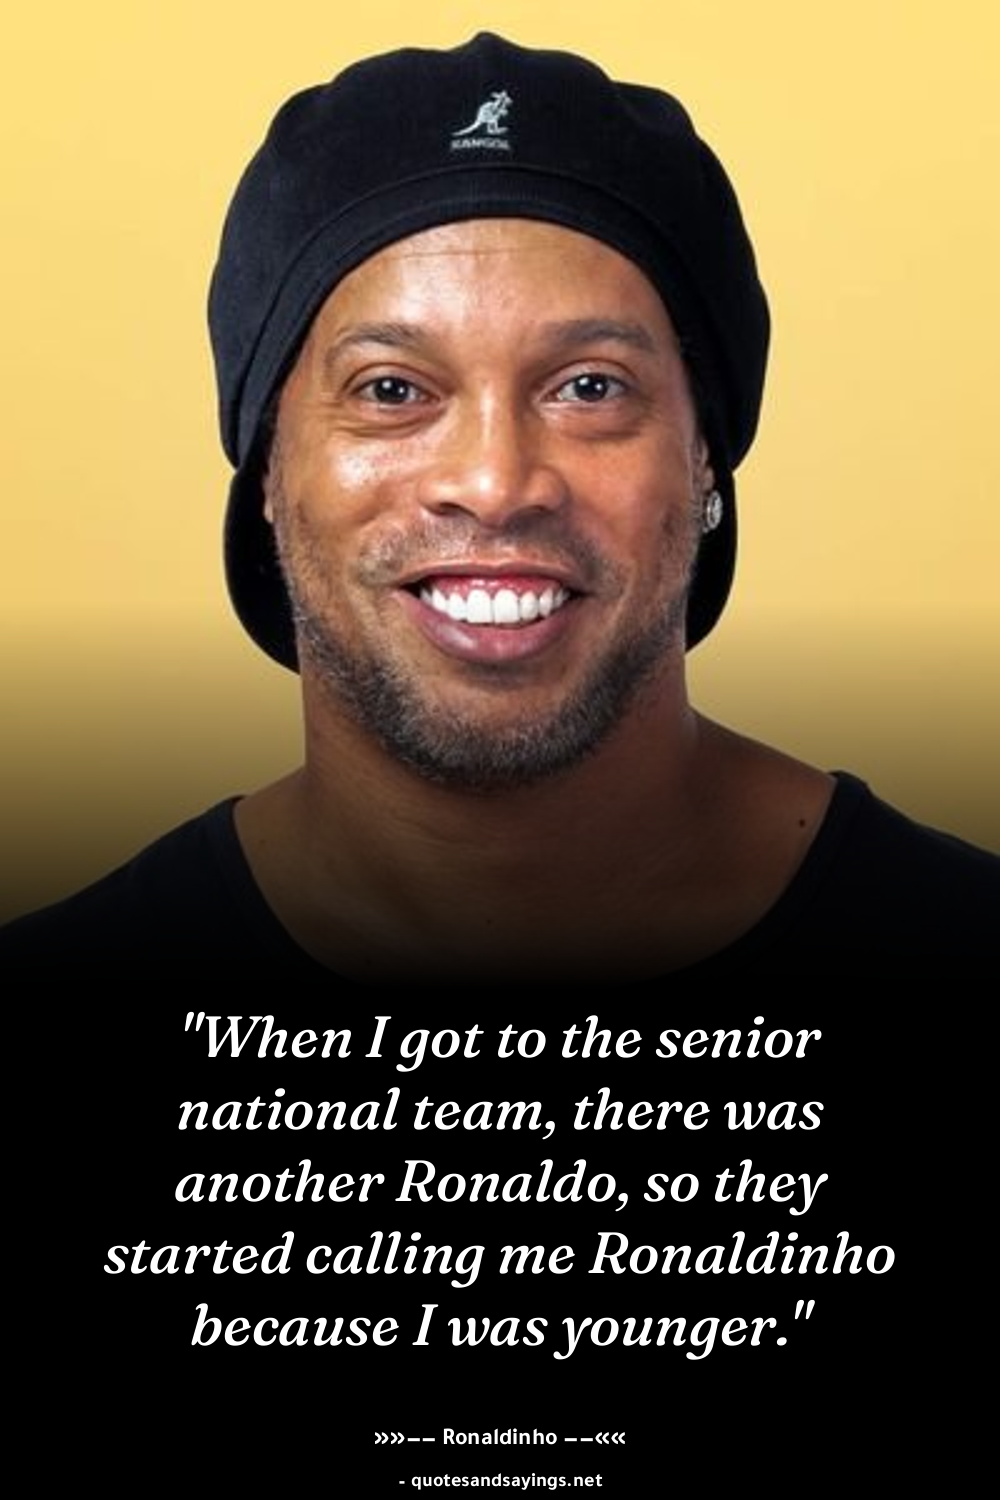 KANGOL
"When I got to the senior
national team, there was
another Ronaldo, so they
started calling me Ronaldinho
because I was younger."
»»–– Ronaldinho ––««
- quotesandsayings.net